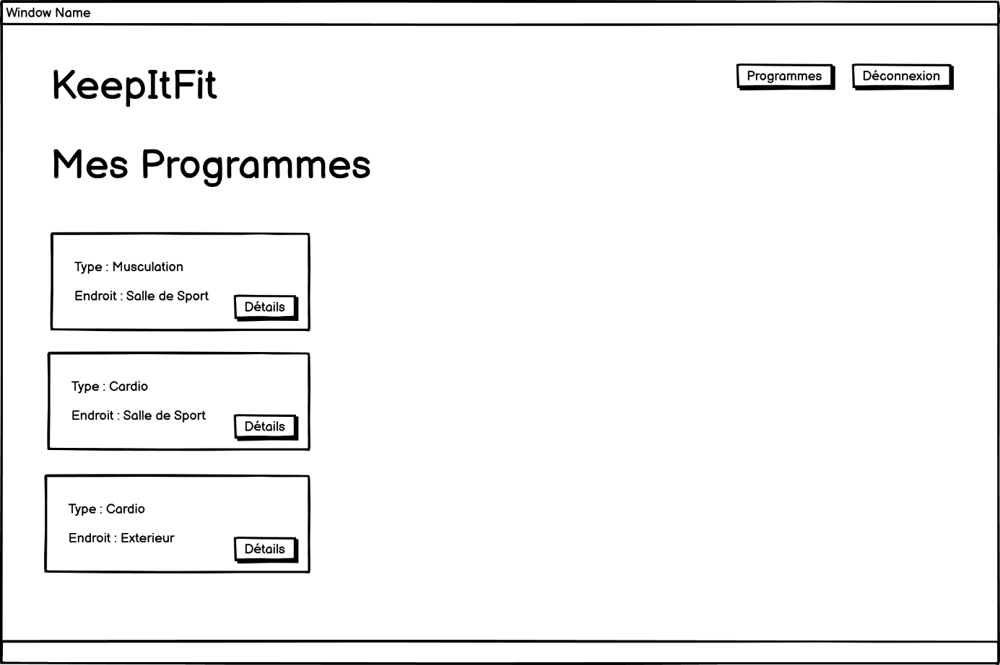 Window Name
KeepItFit
Programmes
Déconnexion
Mes Programmes
Type : Musculation
Endroit : Salle de Sport
Détails
Type : Cardio
Endroit : Salle de Sport
Détails
Type : Cardio
Endroit : Exterieur
Détails